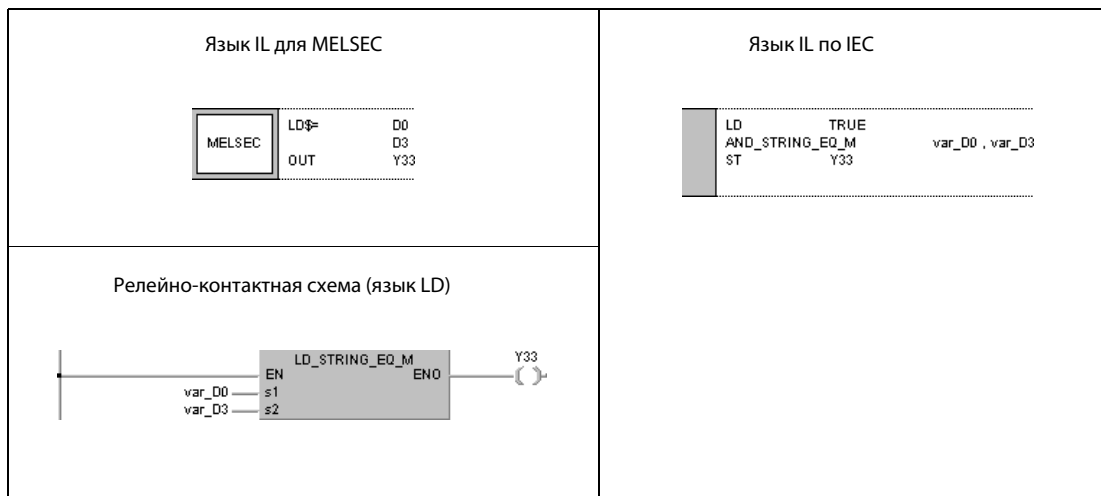 Язык IL для MELSEC
MELSEC
LD$= D0
D3
OUT Y33
Язык IL по IEC
LD TRUE
AND_STRING_EQ_M var_D0 , var_D3
ST Y33
Релейно-контактная схема (язык LD)
LD_STRING_EQ_M
EN ENO
var_D0 s1
var_D3 s2
Y33